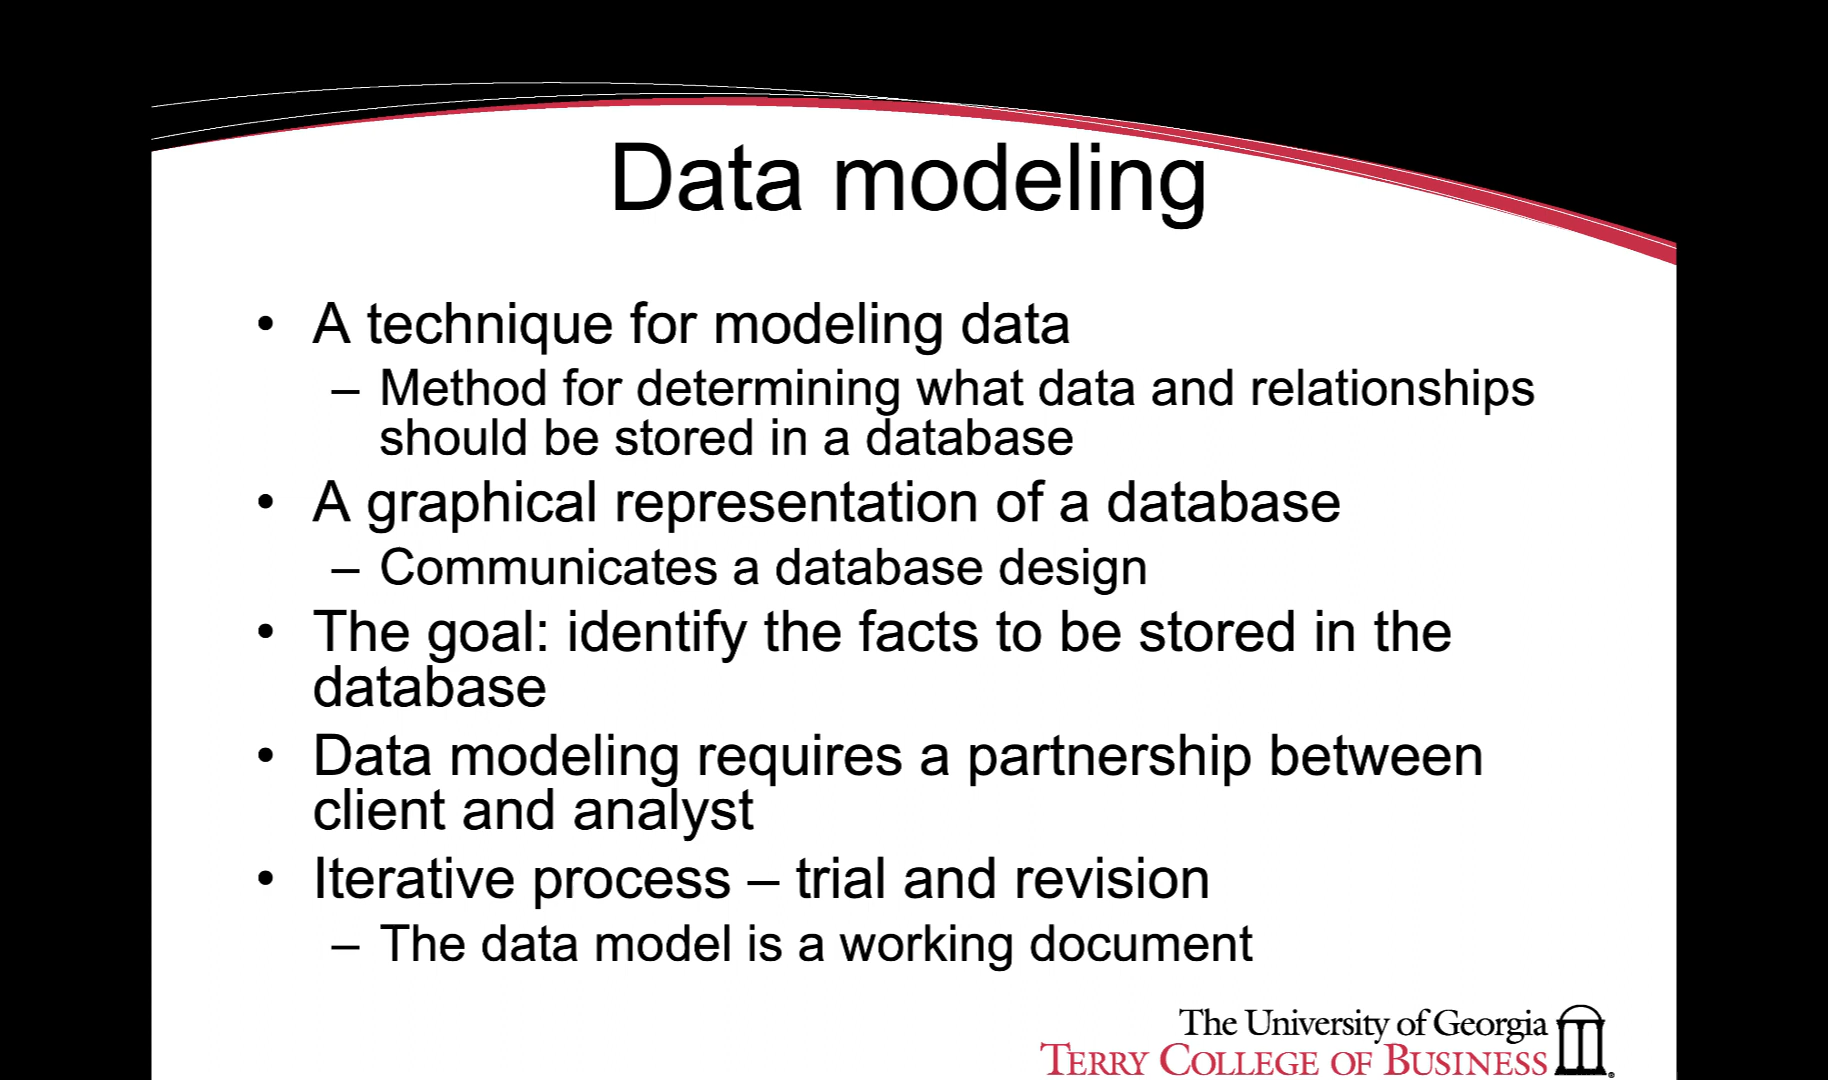 Data modeling
• A technique for modeling data
– Method for determining what data and relationships
should be stored in a database
• A graphical representation of a database
– Communicates a database design
• The goal: identify the facts to be stored in the
database
• Data modeling requires a partnership between
client and analyst
• Iterative process – trial and revision
– The data model is a working document
The University of Georgia
TERRY COLLEGE OF BUSINESS
®